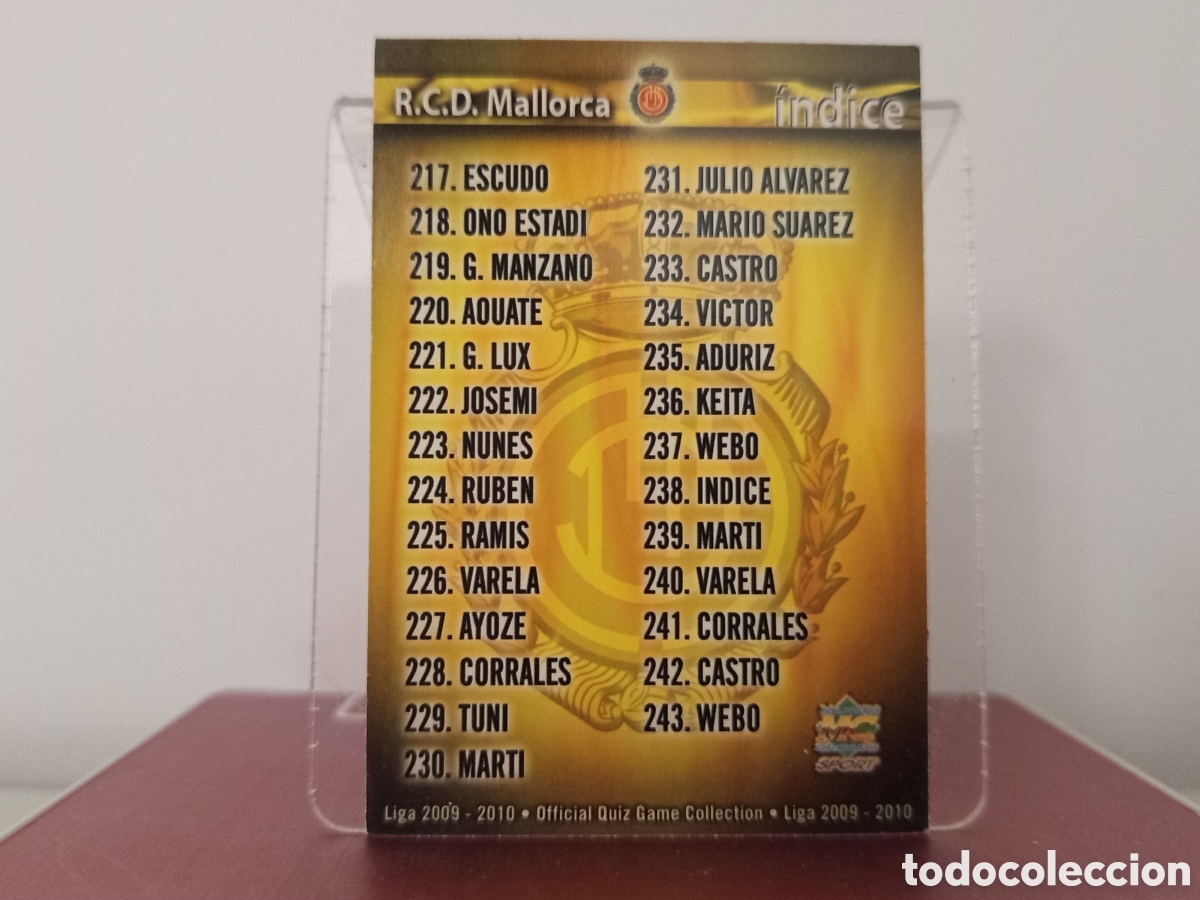 R.C.D. Mallorca
índice
217. ESCUDO
218. ONO ESTADI
219. G. MANZANO
220. AOUATE
221. G. LUX
222. JOSEMI
223. NUNES
224. RUBEN
225. RAMIS
226. VARELA
227. AYOZE
228. CORRALES
229. TUNI
230. MARTI
231. JULIO ALVAREZ
232. MARIO SUAREZ
233. CASTRO
234. VICTOR
235. ADURIZ
236. KEITA
237. WEBO
238. INDICE
239. MARTI
240. VARELA
241. CORRALES
242. CASTRO
243. WEBO
MC
SPORT
Liga 2009 - 2010 • Official Quiz Game Collection • Liga 2009 - 2010
todocoleccion